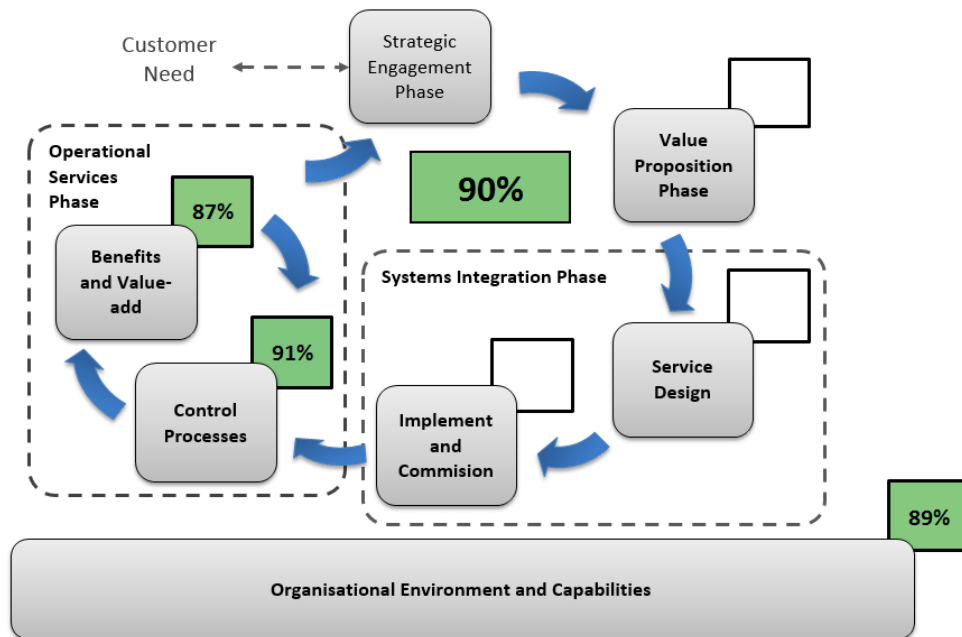 Customer
Need
Strategic
Engagement
Phase
Value
Proposition
Phase
Operational
Services
Phase
90%
87%
Benefits
and Value-
add
Systems Integration Phase
91%
Control
Processes
Service
Design
Implement
and
Commision
89%
Organisational Environment and Capabilities